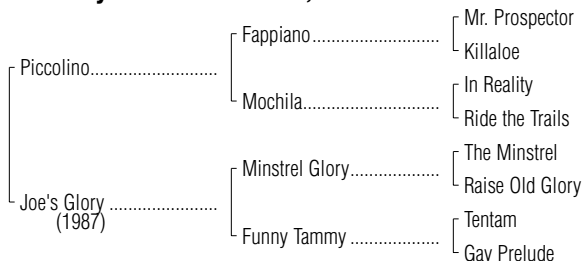 Mr. Prospector
Fappiano
Killaloe
Piccolino
In Reality
Mochila
Ride the Trails
The Minstrel
Minstrel Glory
Raise Old Glory
Joe's Glory
(1987)
Tentam
Funny Tammy
Gay Prelude